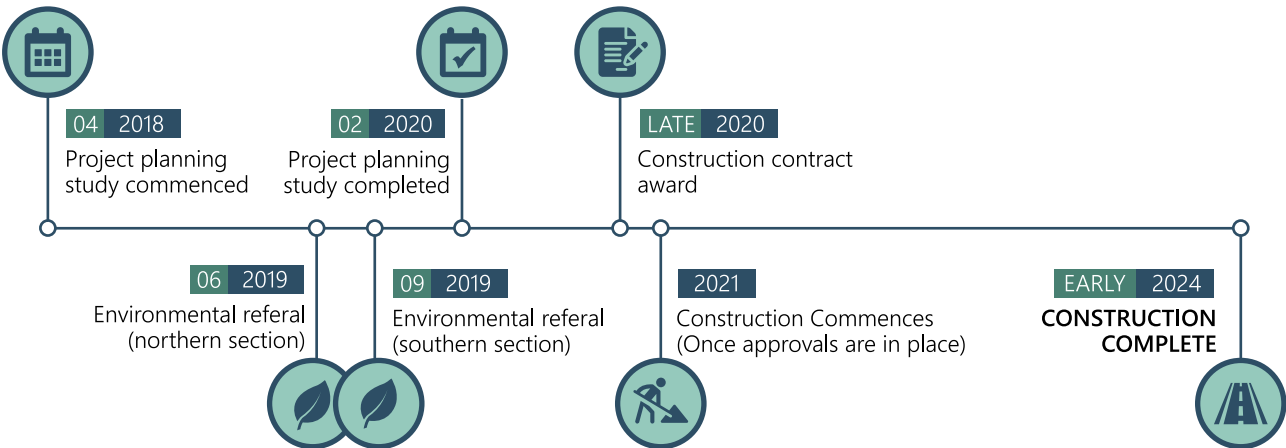 04 2018
Project planning
study commenced
02 2020
Project planning
study completed
LATE 2020
Construction contract
award
06 2019
Environmental referal
(northern section)
09 2019
Environmental referal
(southern section)
2021
Construction Commences
(Once approvals are in place)
EARLY 2024
CONSTRUCTION
COMPLETE